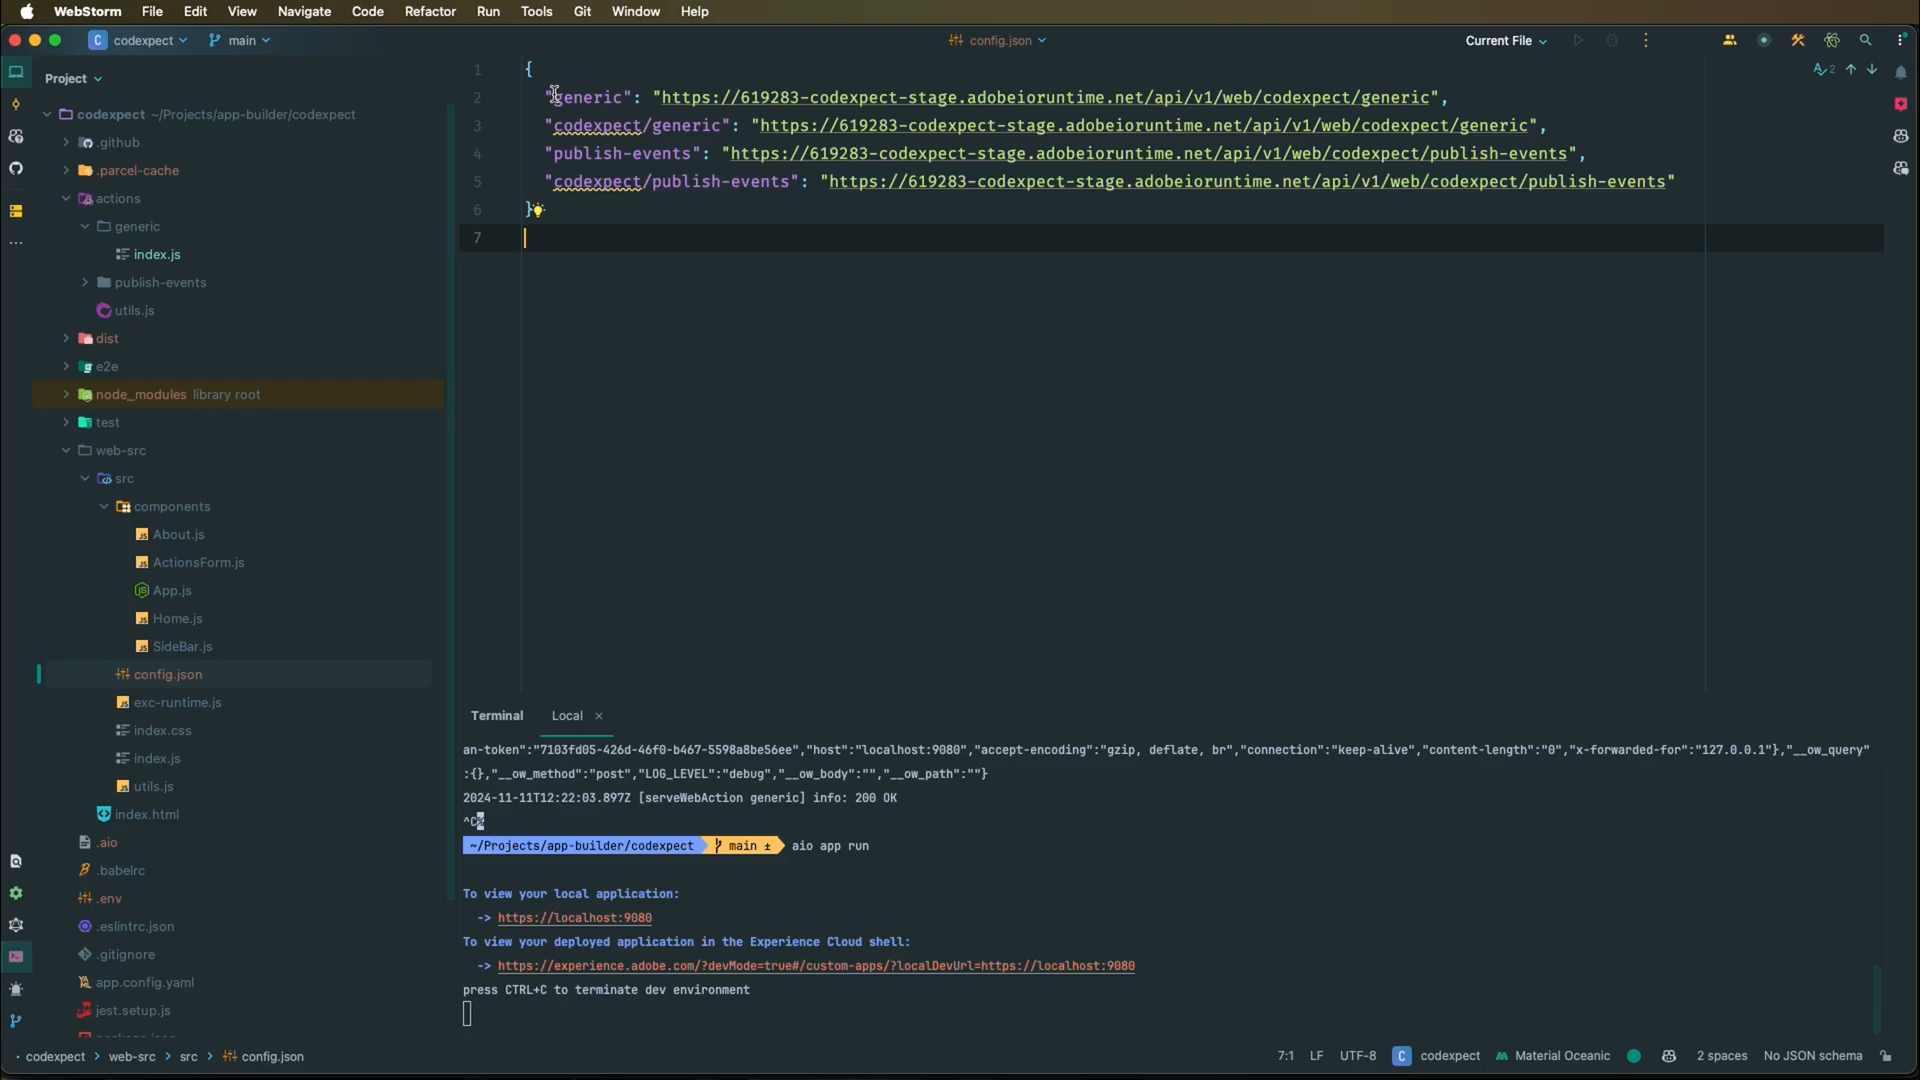 WebStorm File Edit View Navigate Code Refactor Run Tools Git Window Help
C codexpect main config.json Current File
Project
codexpect ~/Projects/app-builder/codexpect
.github
.parcel-cache
actions
generic
index.js
publish-events
utils.js
dist
e2e
node_modules library root
test
web-src
src
components
About.js
ActionsForm.js
App.js
Home.js
SideBar.js
config.json
exc-runtime.js
index.css
index.js
utils.js
index.html
.aio
.babelrc
.env
.eslintrc.json
.gitignore
app.config.yaml
jest.setup.js
package.json
2
1 {
2 "generic": "https://619283-codexpect-stage.adobeioruntime.net/api/v1/web/codexpect/generic",
3 "codexpect/generic": "https://619283-codexpect-stage.adobeioruntime.net/api/v1/web/codexpect/generic",
4 "publish-events": "https://619283-codexpect-stage.adobeioruntime.net/api/v1/web/codexpect/publish-events",
5 "codexpect/publish-events": "https://619283-codexpect-stage.adobeioruntime.net/api/v1/web/codexpect/publish-events"
6 }
7
Terminal Local
an-token":"7103fd05-426d-46f0-b467-5598a8be56ee","host":"localhost:9080","accept-encoding":"gzip, deflate, br","connection":"keep-alive","content-length":"0","x-forwarded-for":"127.0.0.1"},"__ow_query"
:{},"__ow_method":"post","LOG_LEVEL":"debug","__ow_body":"","__ow_path":""}
2024-11-11T12:22:03.897Z [serveWebAction generic] info: 200 OK
^C%
~/Projects/app-builder/codexpect main ± aio app run
To view your local application:
-> https://localhost:9080
To view your deployed application in the Experience Cloud shell:
-> https://experience.adobe.com/?devMode=true#/custom-apps/?localDevUrl=https://localhost:9080
press CTRL+C to terminate dev environment
codexpect > web-src > src > config.json 7:1 LF UTF-8 C codexpect Material Oceanic 2 spaces No JSON schema